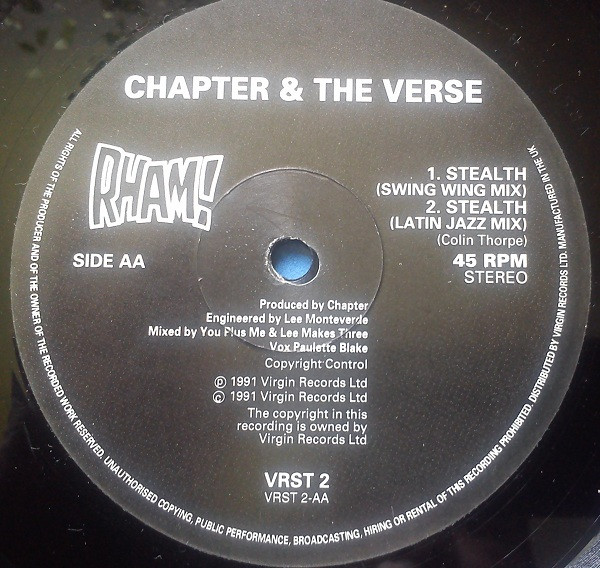 CHAPTER & THE VERSE
RHAM!
1. STEALTH
(SWING WING MIX)
2. STEALTH
(LATIN JAZZ MIX)
(Colin Thorpe)
SIDE AA
45 RPM
STEREO
Produced by Chapter
Engineered by Lee Monteverde
Mixed by You Plus Me & Lee Makes Three
Vox Paulette Blake
Copyright Control
℗ 1991 Virgin Records Ltd
© 1991 Virgin Records Ltd
The copyright in this
recording is owned by
Virgin Records Ltd
VRST 2
VRST 2-AA
ALL RIGHTS OF THE PRODUCER AND OF THE OWNER OF THE RECORDED WORK RESERVED. UNAUTHORISED COPYING, PUBLIC PERFORMANCE, BROADCASTING, HIRING OR RENTAL OF THIS RECORDING PROHIBITED. DISTRIBUTED BY VIRGIN RECORDS LTD. MANUFACTURED IN THE UK